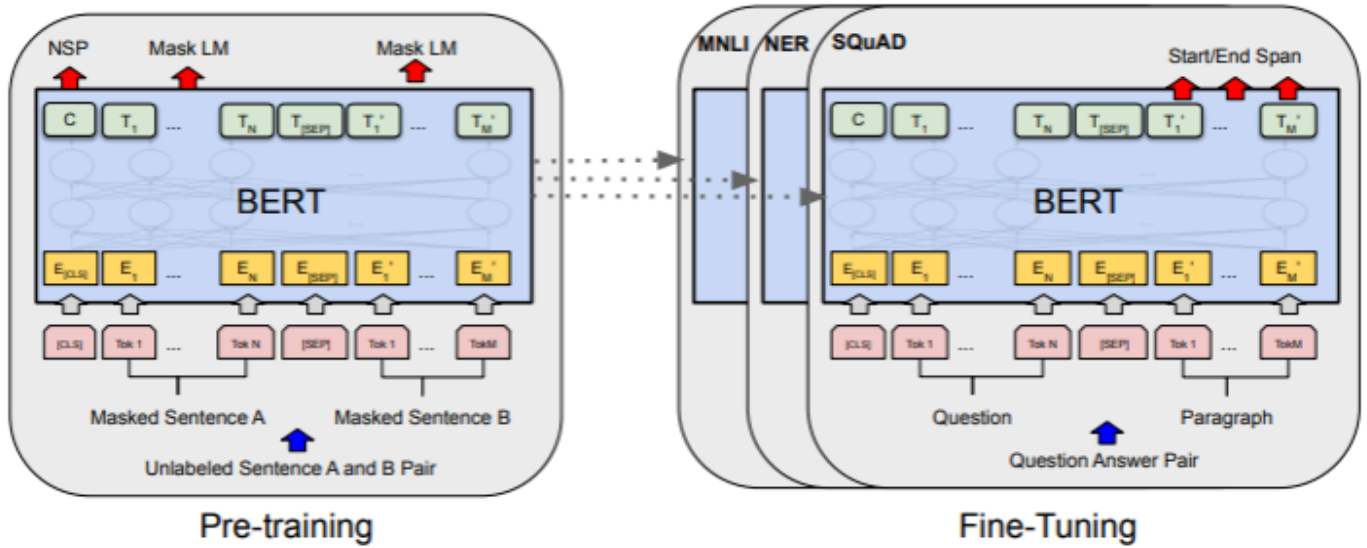 NSP Mask LM Mask LM
C T1 ... TN T[SEP] T1' ... TM'
BERT
E[CLS] E1 ... EN E[SEP] E1' ... EM'
[CLS] Tok 1 ... Tok N [SEP] Tok 1 ... TokM
Masked Sentence A Masked Sentence B
Unlabeled Sentence A and B Pair
Pre-training
MNLI NER SQuAD
Start/End Span
C T1 ... TN T[SEP] T1' ... TM'
BERT
E[CLS] E1 ... EN E[SEP] E1' ... EM'
[CLS] Tok 1 ... Tok N [SEP] Tok 1 ... TokM
Question Paragraph
Question Answer Pair
Fine-Tuning